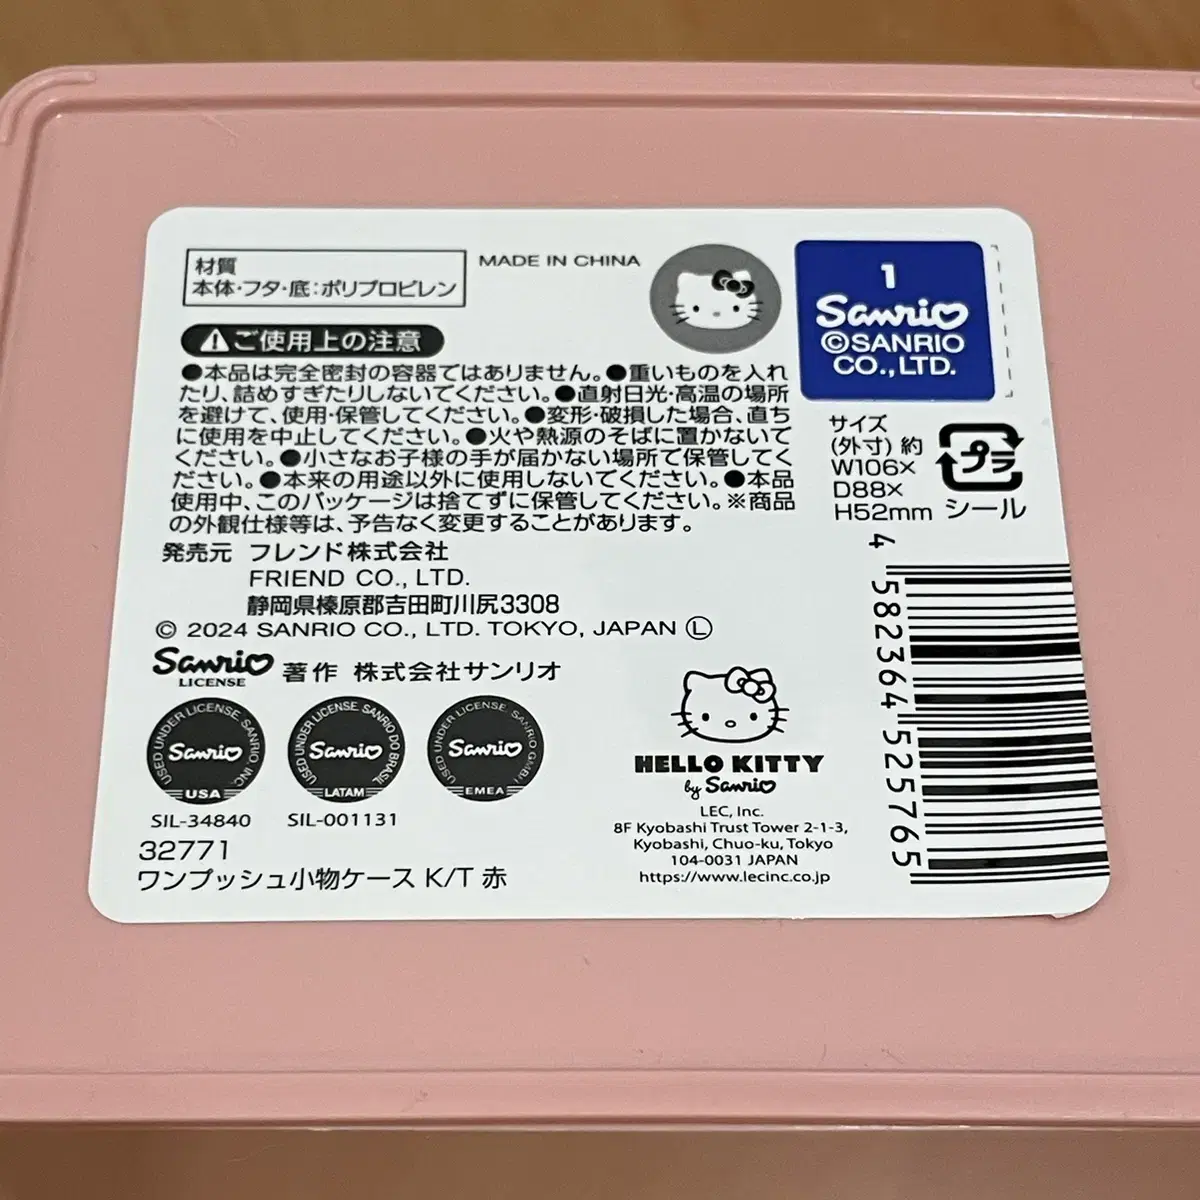 材質
本体・フタ・底:ポリプロピレン
MADE IN CHINA
1
Sanrio
©SANRIO
CO.,LTD.
ご使用上の注意
●本品は完全密封の容器ではありません。●重いものを入れ
たり、詰めすぎたりしないでください。●直射日光・高温の場所
を避けて、使用・保管してください。●変形・破損した場合、直ち
に使用を中止してください。●火や熱源のそばに置かないで
ください。●小さなお子様の手が届かない場所で保管してく
ださい。●本来の用途以外に使用しないでください。●本品
使用中、このパッケージは捨てずに保管してください。※商品
の外観仕様等は、予告なく変更することがあります。
サイズ
(外寸)約
W106×
D88×
H52mm
プラ
シール
発売元 フレンド株式会社
FRIEND CO., LTD.
静岡県榛原郡吉田町川尻3308
© 2024 SANRIO CO., LTD. TOKYO, JAPAN Ⓛ
Sanrio
LICENSE
著作 株式会社サンリオ
USED UNDER LICENSE SANRIO INC.
Sanrio
USA
USED UNDER LICENSE SANRIO DO BRASIL
Sanrio
LATAM
USED UNDER LICENSE SANRIO GMBH
Sanrio
EMEA
SIL-34840
SIL-001131
32771
ワンプッシュ小物ケース K/T 赤
HELLO KITTY
by Sanrio
LEC, Inc.
8F Kyobashi Trust Tower 2-1-3,
Kyobashi, Chuo-ku, Tokyo
104-0031 JAPAN
https://www.lecinc.co.jp
4 582364 525765